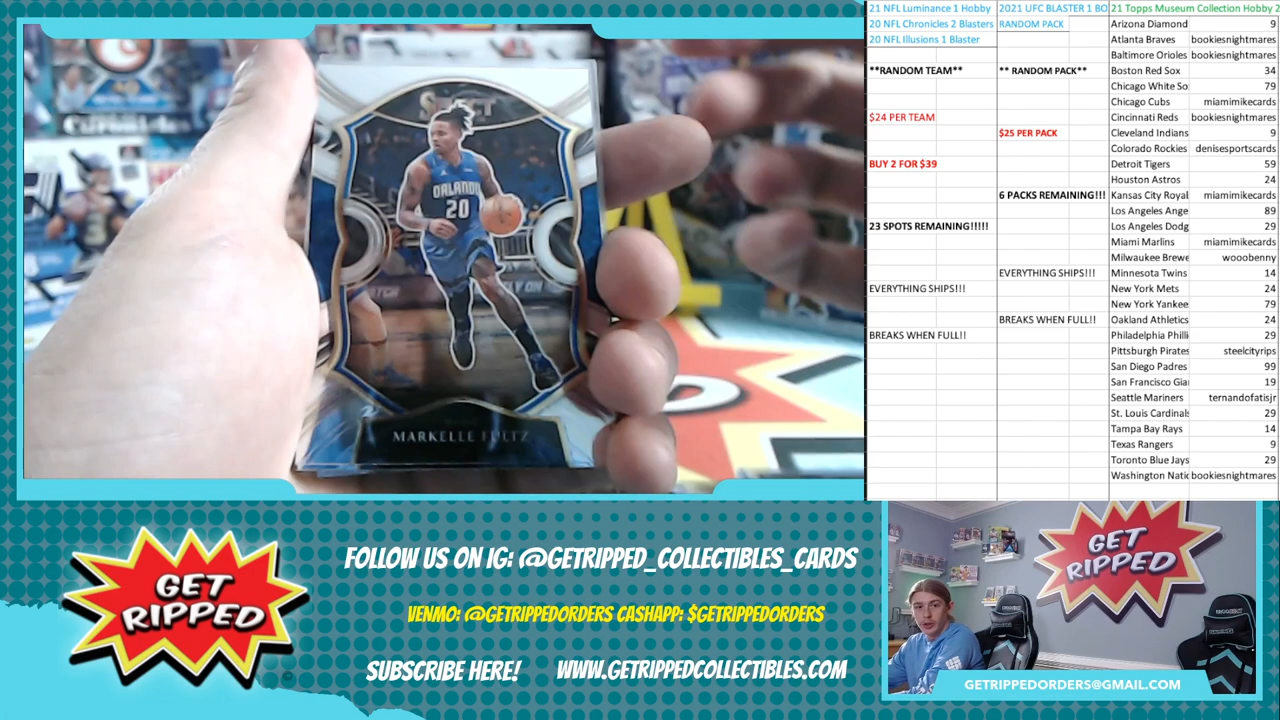 SELECT
ORLANDO
20
MARKELLE FULTZ
21 NFL Luminance 1 Hobby
20 NFL Chronicles 2 Blasters
20 NFL Illusions 1 Blaster
**RANDOM TEAM**
$24 PER TEAM
BUY 2 FOR $39
23 SPOTS REMAINING!!!!!
EVERYTHING SHIPS!!!
BREAKS WHEN FULL!!
2021 UFC BLASTER 1 BO
RANDOM PACK
** RANDOM PACK**
$25 PER PACK
6 PACKS REMAINING!!!
EVERYTHING SHIPS!!!
BREAKS WHEN FULL!!
21 Topps Museum Collection Hobby 2
Arizona Diamond 9
Atlanta Braves bookiesnightmares
Baltimore Orioles bookiesnightmares
Boston Red Sox 34
Chicago White So 79
Chicago Cubs miamimikecards
Cincinnati Reds bookiesnightmares
Cleveland Indians 9
Colorado Rockies denisesportscards
Detroit Tigers 59
Houston Astros 24
Kansas City Royal miamimikecards
Los Angeles Ange 89
Los Angeles Dodg 29
Miami Marlins miamimikecards
Milwaukee Brewe wooobenny
Minnesota Twins 14
New York Mets 24
New York Yankee 79
Oakland Athletics 24
Philadelphia Philli 29
Pittsburgh Pirates steelcityrips
San Diego Padres 99
San Francisco Gia 19
Seattle Mariners ternandofatisjr
St. Louis Cardinals 29
Tampa Bay Rays 14
Texas Rangers 9
Toronto Blue Jays 29
Washington Natic bookiesnightmares
GET
RIPPED
FOLLOW US ON IG: @GETRIPPED_COLLECTIBLES_CARDS
VENMO: @GETRIPPEDORDERS CASHAPP: $GETRIPPEDORDERS
SUBSCRIBE HERE! WWW.GETRIPPEDCOLLECTIBLES.COM
GET
RIPPED
GETRIPPEDORDERS@GMAIL.COM